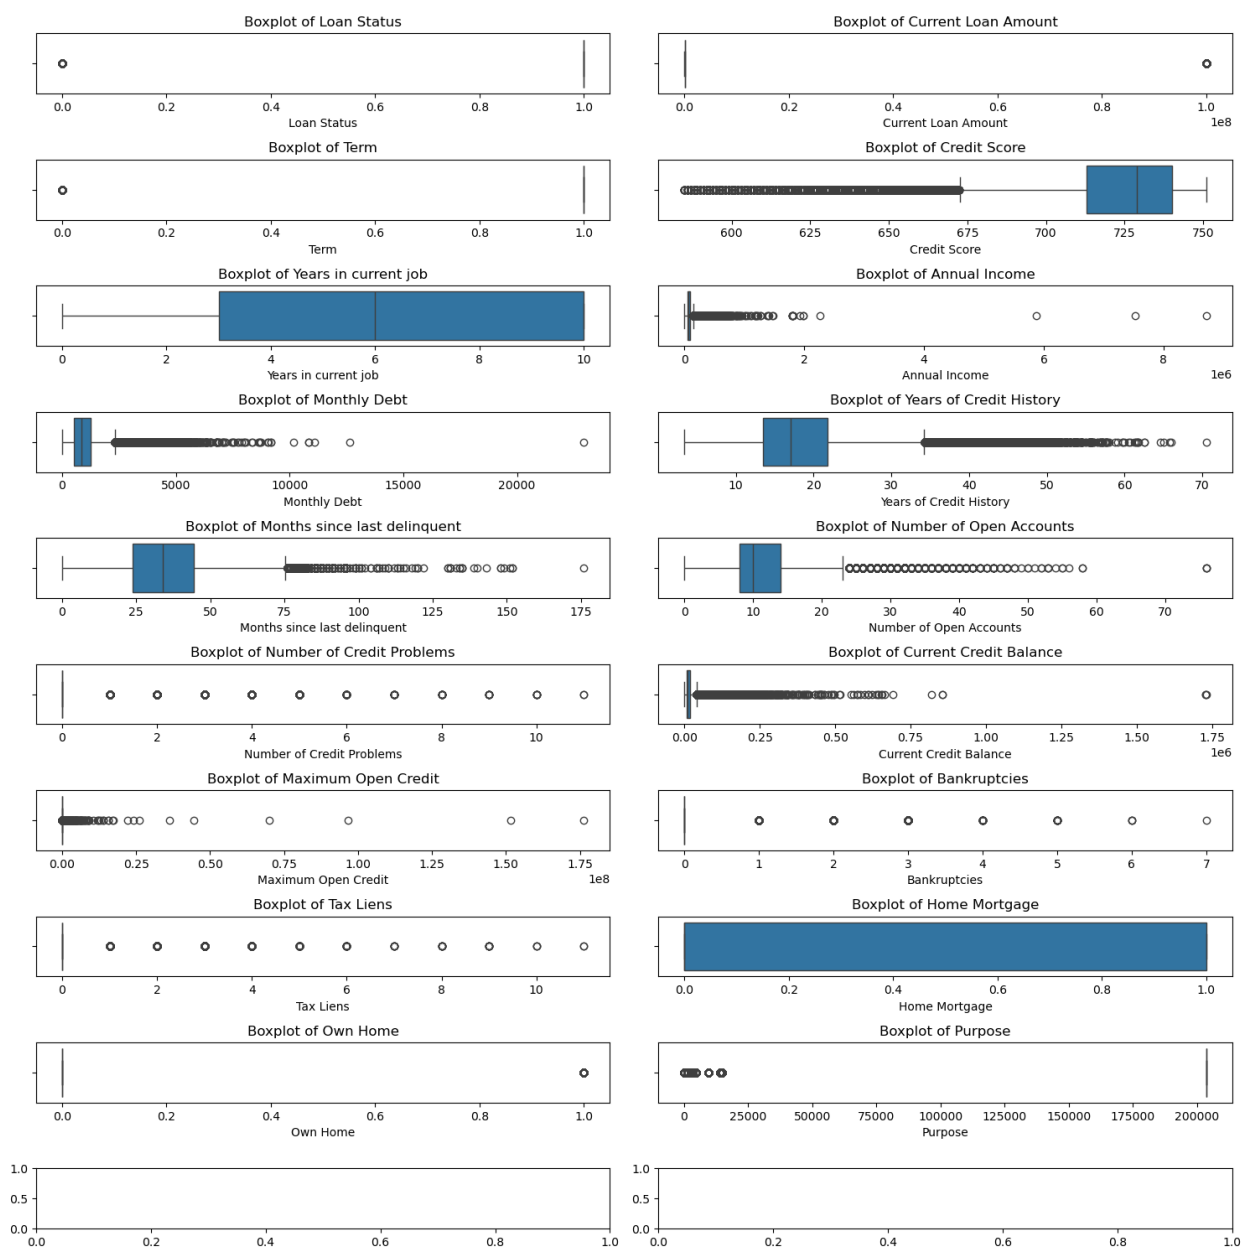 Boxplot of Loan Status
0.0 0.2 0.4 0.6 0.8 1.0
Loan Status
Boxplot of Current Loan Amount
0.0 0.2 0.4 0.6 0.8 1.0
Current Loan Amount
1e8
Boxplot of Term
0.0 0.2 0.4 0.6 0.8 1.0
Term
Boxplot of Credit Score
600 625 650 675 700 725 750
Credit Score
Boxplot of Years in current job
0 2 4 6 8 10
Years in current job
Boxplot of Annual Income
0 2 4 6 8
Annual Income
1e6
Boxplot of Monthly Debt
0 5000 10000 15000 20000
Monthly Debt
Boxplot of Years of Credit History
10 20 30 40 50 60 70
Years of Credit History
Boxplot of Months since last delinquent
0 25 50 75 100 125 150 175
Months since last delinquent
Boxplot of Number of Open Accounts
0 10 20 30 40 50 60 70
Number of Open Accounts
Boxplot of Number of Credit Problems
0 2 4 6 8 10
Number of Credit Problems
Boxplot of Current Credit Balance
0.00 0.25 0.50 0.75 1.00 1.25 1.50 1.75
Current Credit Balance
1e6
Boxplot of Maximum Open Credit
0.00 0.25 0.50 0.75 1.00 1.25 1.50 1.75
Maximum Open Credit
1e8
Boxplot of Bankruptcies
0 1 2 3 4 5 6 7
Bankruptcies
Boxplot of Tax Liens
0 2 4 6 8 10
Tax Liens
Boxplot of Home Mortgage
0.0 0.2 0.4 0.6 0.8 1.0
Home Mortgage
Boxplot of Own Home
0.0 0.2 0.4 0.6 0.8 1.0
Own Home
Boxplot of Purpose
0 25000 50000 75000 100000 125000 150000 175000 200000
Purpose
1.0
0.5
0.0
0.0 0.2 0.4 0.6 0.8 1.0
1.0
0.5
0.0
0.0 0.2 0.4 0.6 0.8 1.0